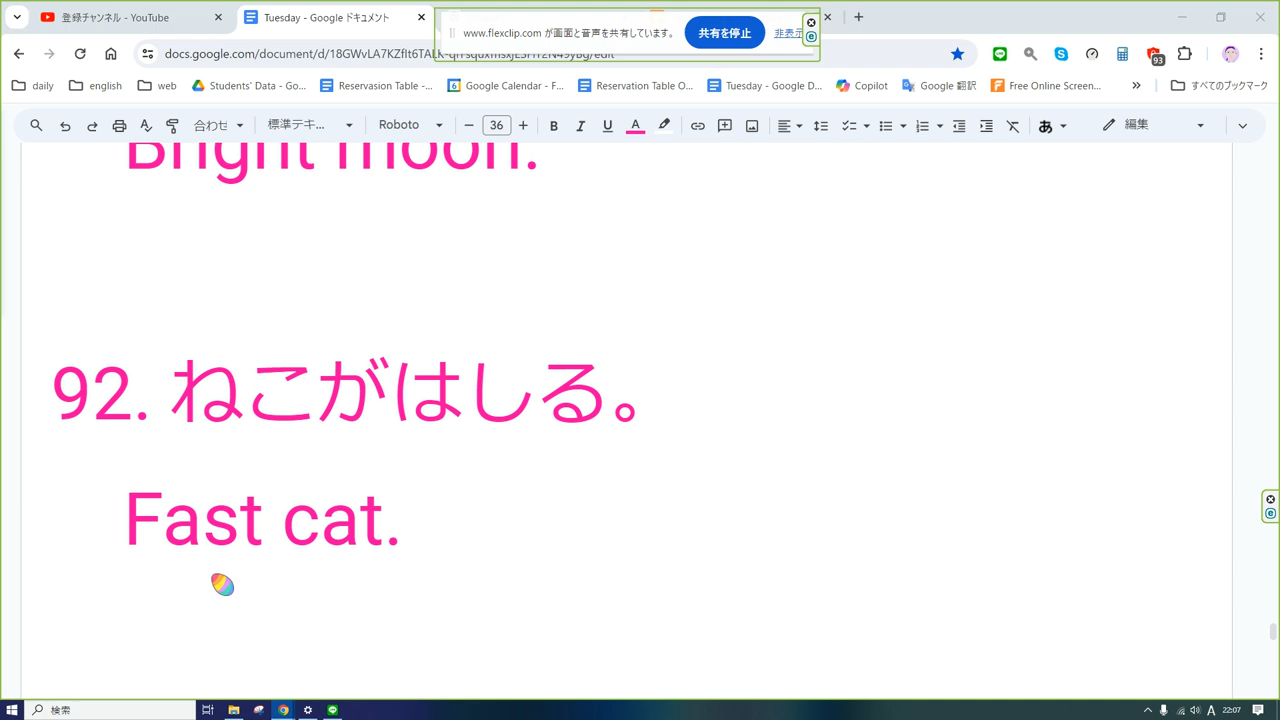 登録チャンネル - YouTube
Tuesday - Google ドキュメント
www.flexclip.com が画面と音声を共有しています。
共有を停止
非表示
docs.google.com/document/d/
93
daily
english
web
Students' Data - Go...
Reservasion Table -...
Google Calendar - F...
Reservation Table O...
Tuesday - Google D...
Copilot
Google 翻訳
Free Online Screen...
すべてのブックマーク
合わせ
標準テキ...
Roboto
36
編集
Bright moon.
92. ねこがはしる。
Fast cat.
検索
A
22:07